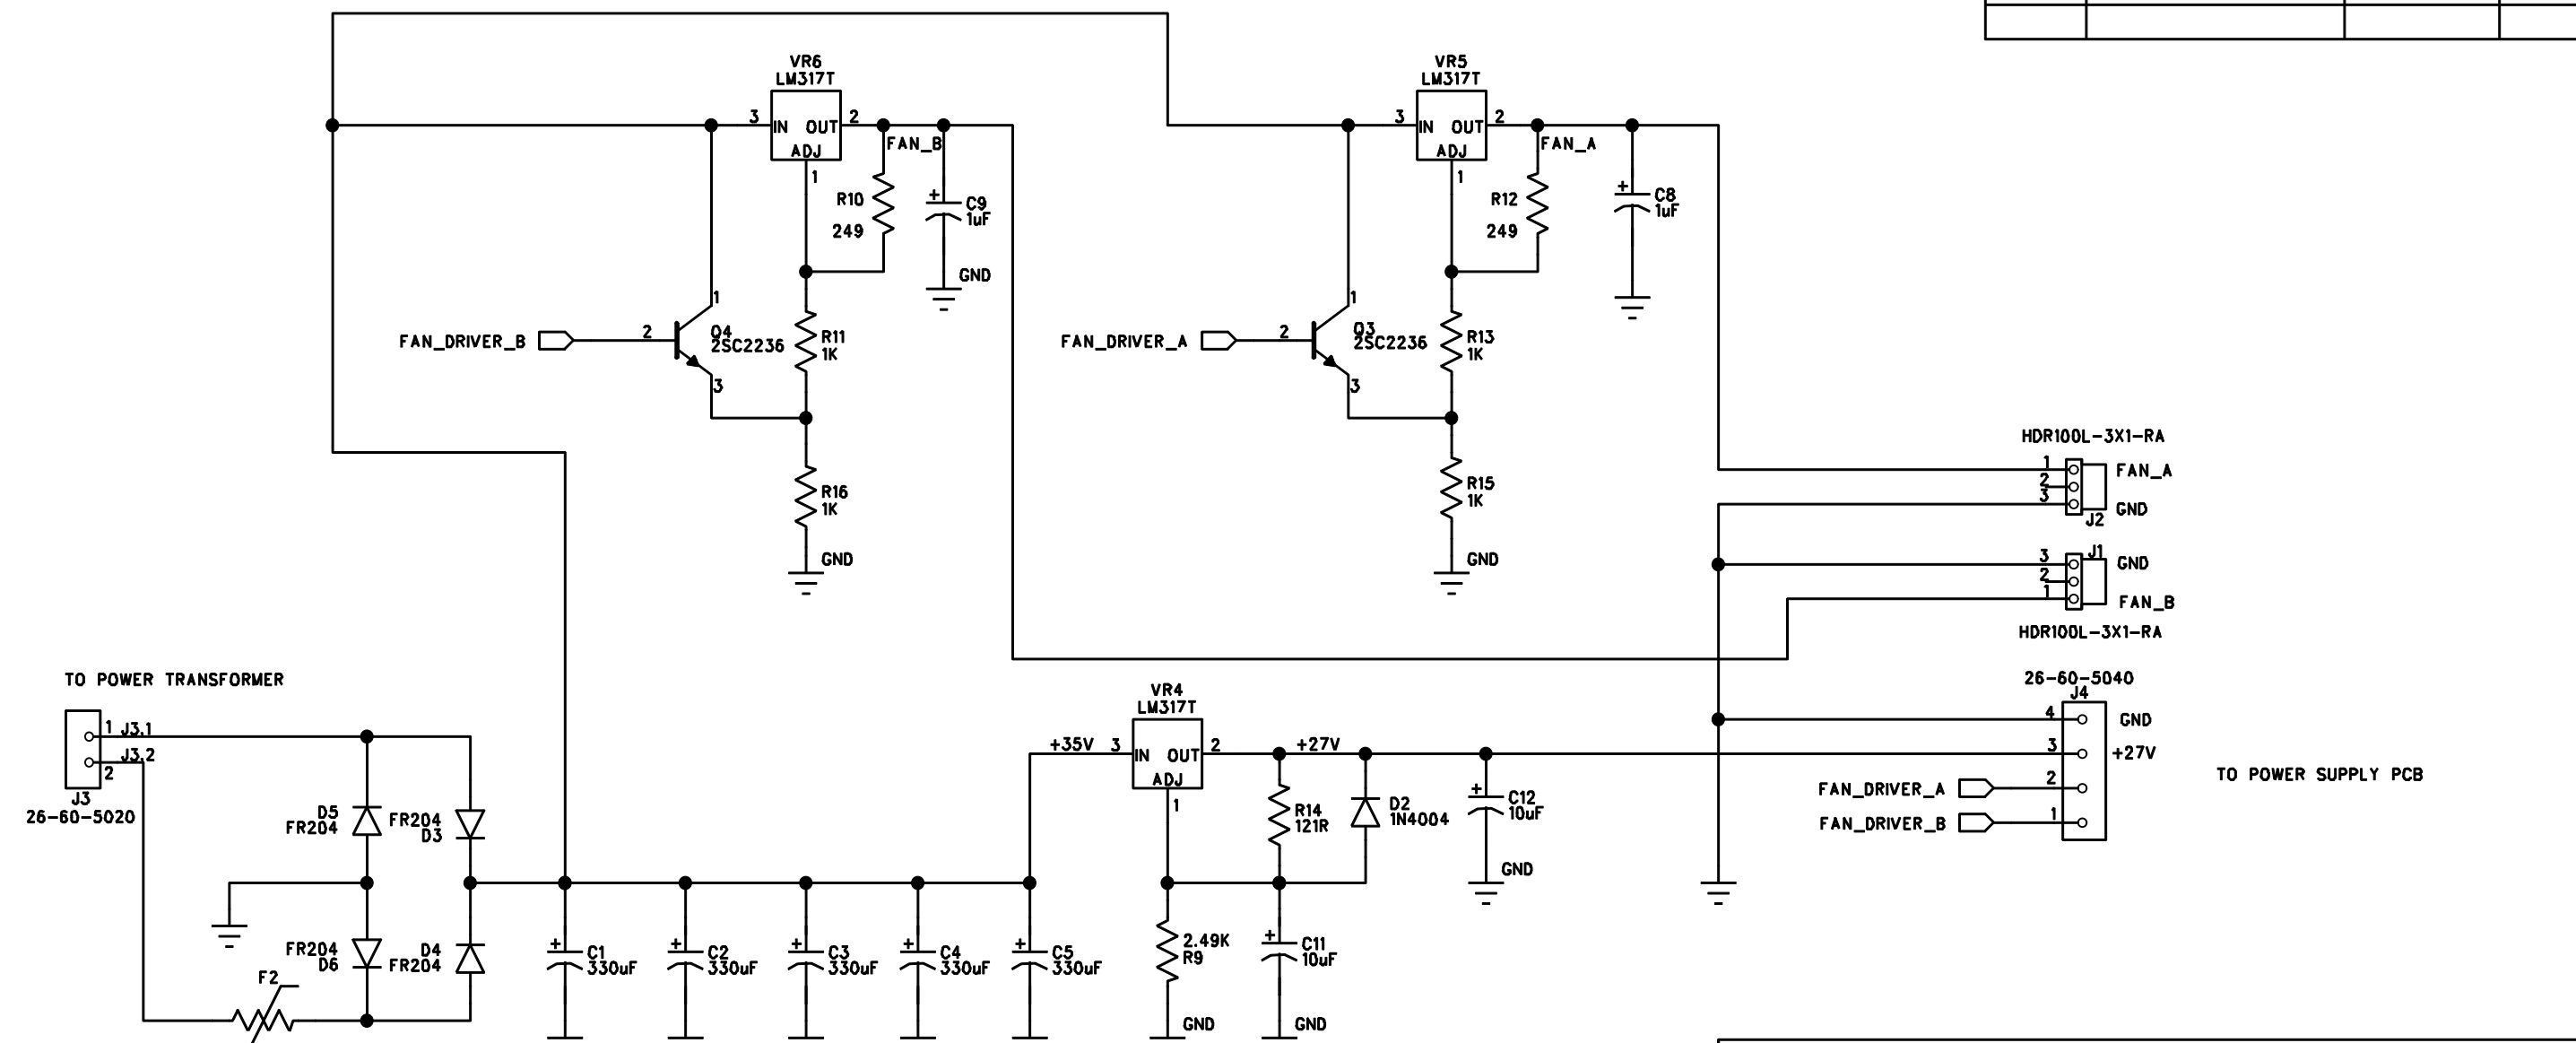 VR6
LM317T
3
IN
OUT
2
ADJ
1
FAN_B
R10
249
+
C9
1uF
GND
FAN_DRIVER_B
2
1
Q4
2SC2236
3
R11
1K
R16
1K
GND
VR5
LM317T
3
IN
OUT
2
ADJ
1
FAN_A
R12
249
+
C8
1uF
FAN_DRIVER_A
2
1
Q3
2SC2236
3
R13
1K
R15
1K
GND
HDR100L-3X1-RA
1
2
3
FAN_A
GND
J2
J1
3
2
1
GND
FAN_B
HDR100L-3X1-RA
26-60-5040
J4
4
GND
3
+27V
2
FAN_DRIVER_A
1
FAN_DRIVER_B
TO POWER SUPPLY PCB
TO POWER TRANSFORMER
1
J3.1
J3.2
2
J3
26-60-5020
D5
FR204
FR204
D3
FR204
D6
D4
FR204
F2
+
C1
330uF
+
C2
330uF
+
C3
330uF
+
C4
330uF
+
C5
330uF
VR4
LM317T
+35V
3
IN
OUT
2
+27V
ADJ
1
R14
121R
D2
1N4004
+
C12
10uF
GND
2.49K
R9
GND
+
C11
10uF
GND